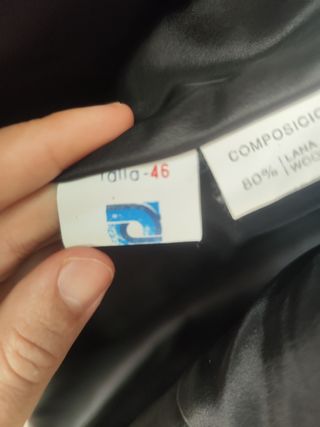 Talla-46
COMPOSICIO
80% LANA
WOO